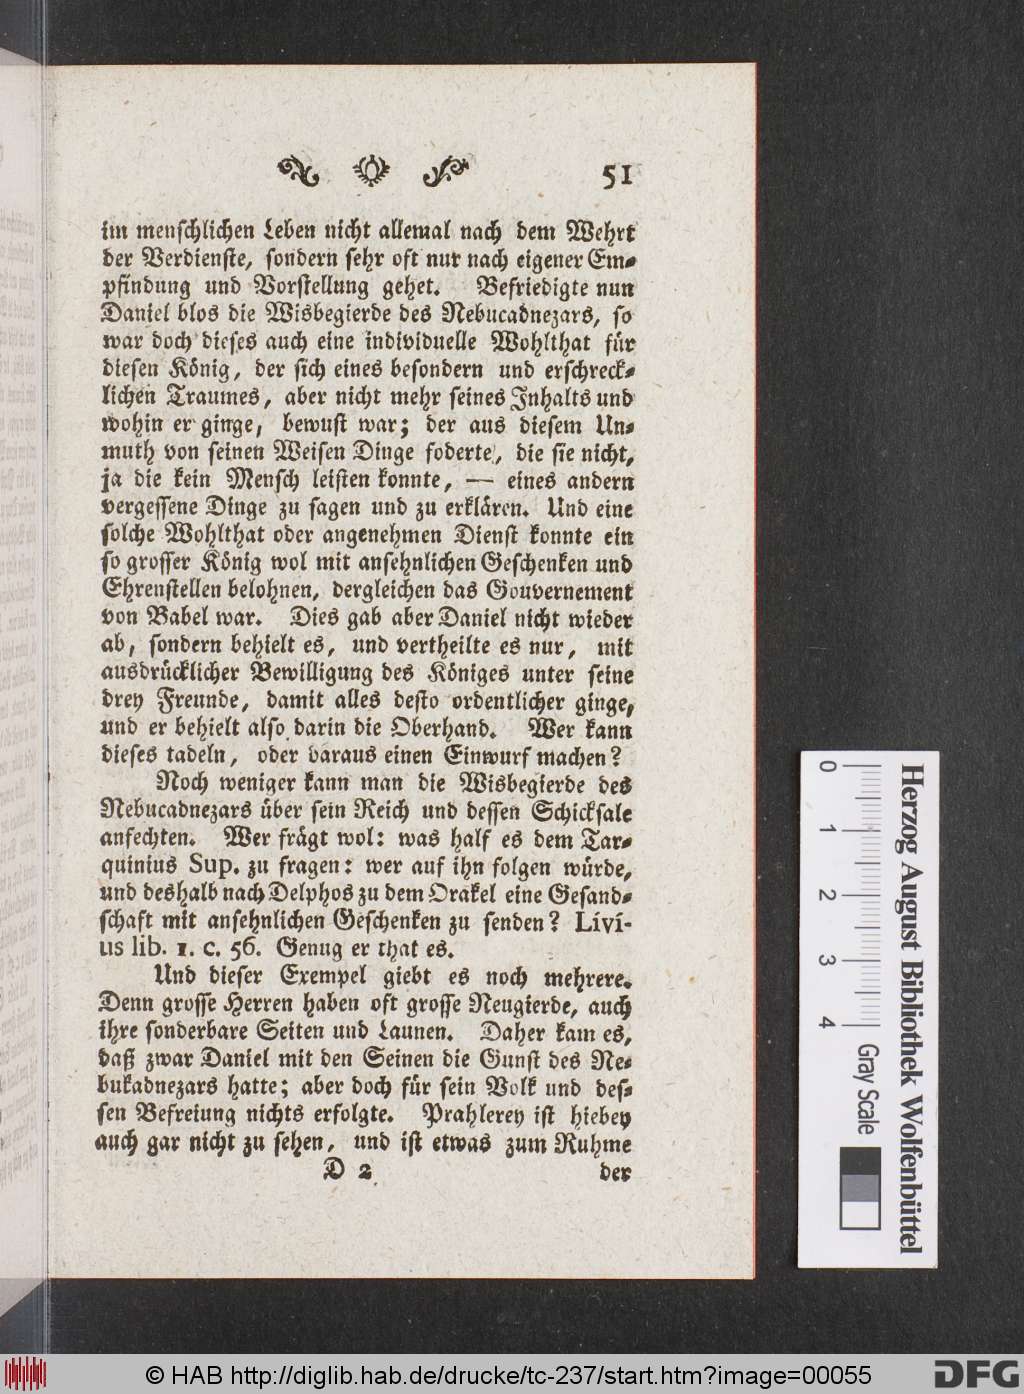 51
im menschlichen Leben nicht allemal nach dem Wehrt
der Verdienste, sondern sehr oft nur nach eigener Em-
pfindung und Vorstellung gehet. Befriedigte nun
Daniel blos die Wisbegierde des Nebucadnezars, so
war doch dieses auch eine individuelle Wohlthat für
diesen König, der sich eines besondern und erschreck-
lichen Traumes, aber nicht mehr seines Inhalts und
wohin er ginge, bewust war; der aus diesem Un-
muth von seinen Weisen Dinge foderte, die sie nicht,
ja die kein Mensch leisten konnte, — eines andern
vergessene Dinge zu sagen und zu erklären. Und eine
solche Wohlthat oder angenehmen Dienst konnte ein
so grosser König wol mit ansehnlichen Geschenken und
Ehrenstellen belohnen, dergleichen das Gouvernement
von Babel war. Dies gab aber Daniel nicht wieder
ab, sondern behielt es, und vertheilte es nur, mit
ausdrücklicher Bewilligung des Königes unter seine
drey Freunde, damit alles desto ordentlicher ginge,
und er behielt also darin die Oberhand. Wer kann
dieses tadeln, oder daraus einen Einwurf machen?
Noch weniger kann man die Wisbegierde des
Nebucadnezars über sein Reich und dessen Schicksale
anfechten. Wer frägt wol: was half es dem Tar-
quinius Sup. zu fragen: wer auf ihn folgen würde,
und deshalb nach Delphos zu dem Orakel eine Gesand-
schaft mit ansehnlichen Geschenken zu senden? Livi-
us lib. 1. c. 56. Genug er that es.
Und dieser Exempel giebt es noch mehrere.
Denn grosse Herren haben oft grosse Neugierde, auch
ihre sonderbare Seiten und Launen. Daher kam es,
daß zwar Daniel mit den Seinen die Gunst des Ne-
bukadnezars hatte; aber doch für sein Volk und des-
sen Befreiung nichts erfolgte. Prahlerey ist hiebey
auch gar nicht zu sehen, und ist etwas zum Ruhme
D 2 der
0 1 2 3 4
Herzog August Bibliothek Wolfenbüttel
Gray Scale
© HAB http://diglib.hab.de/drucke/tc-237/start.htm?image=00055
DFG